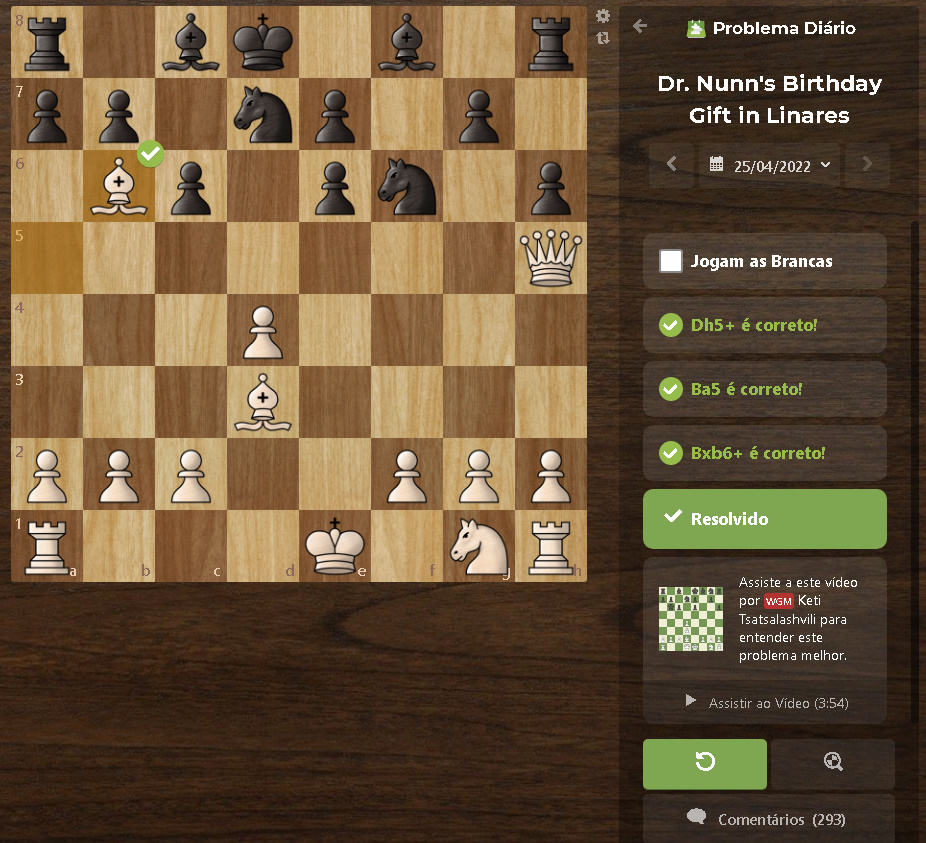 8
7
6
5
4
3
2
1
a
b
c
d
e
f
g
h
Problema Diário
Dr. Nunn's Birthday
Gift in Linares
25/04/2022
Jogam as Brancas
Dh5+ é correto!
Ba5 é correto!
Bxb6+ é correto!
Resolvido
Assiste a este vídeo
por WGM Keti
Tsatsalashvili para
entender este
problema melhor.
Assistir ao Vídeo (3:54)
Comentários (293)